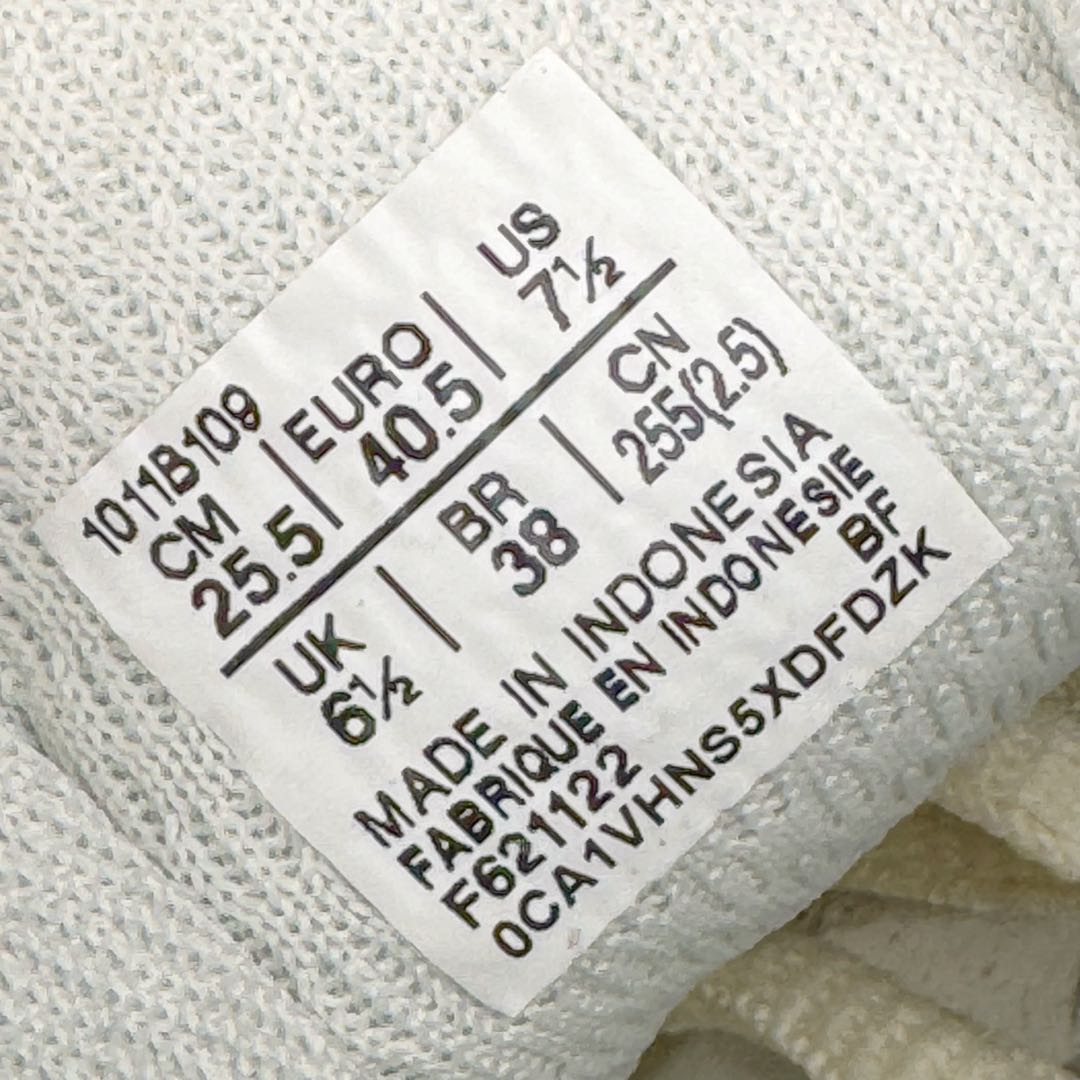 1011B109
CM EURO US
25.5 40.5 7½
UK BR CN
6½ 38 255(2.5)
MADE IN INDONESIA
FABRIQUE EN INDONESIE
F621122 BF
0CA1VHNS5XDFDZK